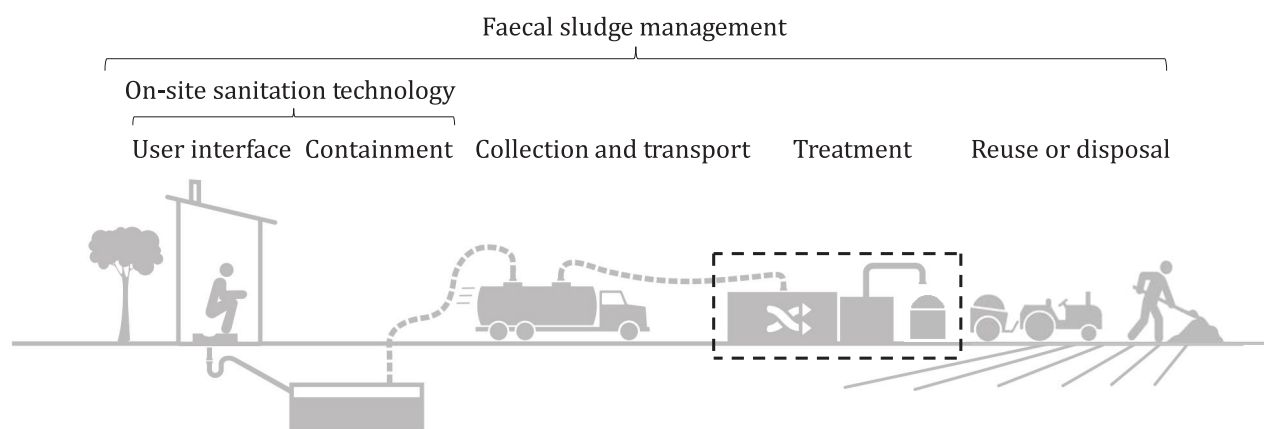 Faecal sludge management
On-site sanitation technology
User interface Containment Collection and transport Treatment Reuse or disposal